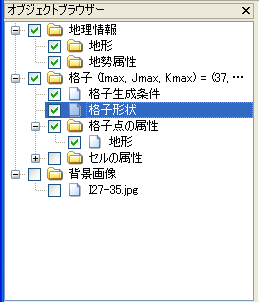 オブジェクトブラウザー
地理情報
地形
地勢属性
格子 (Imax, Jmax, Kmax) = (37, …
格子生成条件
格子形状
格子点の属性
地形
セルの属性
背景画像
I27-35.jpg